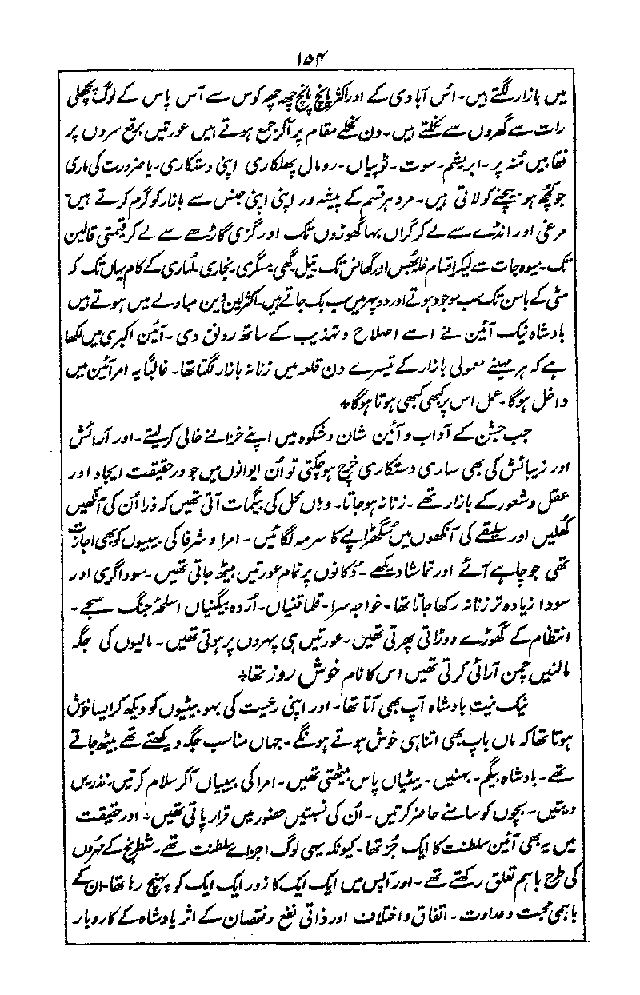 ۱۵۴
میں بازار لگتے ہیں۔ اس آبادی کے اور اکثر پانچ پانچ چھ چھ کوس سے آس پاس کے لوگ پچھلی
رات سے گھروں سے نکلتے ہیں۔ دن نکلے مقام پر آکر جمع ہوتے ہیں عورتیں برقع سروں پر
نقابیں مُنہ پر۔ ابریشم۔ سوت۔ ٹوپیاں۔ رومال پھلکاری اپنی دستکاری۔ یا ضرورت کی ماری
جو کچھ ہو بیچنے کو لاتی ہیں۔ مرد ہر قسم کے پیشہ ور اپنی اپنی جنس سے بازار کو گرم کرتے ہیں
مرغی اور انڈے سے لے کر گراں بہا گھوڑوں تک اور گزی گاڑھے سے لے کر قیمتی قالین
تک۔ میوہ جات سے لیکر اقسام غلہ بھُس اور گھاس تک تیل گھی مسگری نجاری لہاری کے کام یہاں تک کہ
مٹی کے باسن تک سب موجود ہوتے اور دوپہر میں سب بک جاتے ہیں۔ اکثر لین دین مبادلے میں ہوتے ہیں
بادشاہ نیک آئین نے اسے اصلاح و تہذیب کے ساتھ رونق دی۔ آئین اکبری میں لکھا
ہے کہ ہر مہینے معمولی بازار کے تیسرے دن قلعہ میں زنانہ بازار لگتا تھا۔ غالباً یہ امر آئین میں
داخل ہوگا۔ عمل اس پر کبھی کبھی ہوتا ہوگا۔
جب جشن کے آداب و آئین شان و شکوہ میں اپنے خزانے خالی کر لیتے۔ اور آرائش
اور زیبائش کی بھی ساری دستکاری خرچ ہو چکتی تو اُن ایوانوں میں جو در حقیقت ایجاد اور
عقل و شعور کے بازار تھے۔ زنانہ ہو جاتا۔ وہاں محل کی بیگمات آتی تھیں کہ ذرا اُن کی آنکھیں
کھلیں اور سلیقے کی آنکھوں میں سُگھڑاپے کا سرمہ لگائیں۔ امرا و شرفا کی بیبیوں کو بھی اجازت
تھی جو چاہے آئے اور تماشا دیکھے۔ دُکانوں پر تمام عورتیں بیٹھ جاتی تھیں۔ سوداگری اور
سودا زیادہ تر زنانہ رکھا جاتا تھا۔ خواجہ سرا۔ قلماقنیاں۔ اُردہ بیگنیاں اسلحہ جنگ سجے۔
انتظام کے گھوڑے دوڑاتی پھرتی تھیں۔ عورتیں ہی پہروں پر ہوتی تھیں۔ مالیوں کی جگہ
مالنیں چمن آرائی کرتی تھیں اس کا نام خوش روز تھا۔
نیک نیت بادشاہ آپ بھی آتا تھا۔ اور اپنی رعیت کی بہو بیٹیوں کو دیکھ کر ایسا خوش
ہوتا تھا کہ ماں باپ بھی اتنا ہی خوش ہوتے ہونگے۔ جہاں مناسب جگہ دیکھتے تھے بیٹھ جاتے
تھے۔ بادشاہ بیگم۔ بہنیں۔ بیٹیاں پاس بیٹھتی تھیں۔ امرا کی بیبیاں آکر سلام کرتیں۔ نذریں
دیتیں۔ بچوں کو سامنے حاضر کرتیں۔ اُن کی نسبتیں حضور میں قرار پاتی تھیں۔ اور حقیقت
میں یہ بھی آئین سلطنت کا ایک جُز تھا۔ کیونکہ یہی لوگ اجزائے سلطنت تھے۔ شطرنج کے مہروں
کی طرح باہم تعلق رکھتے تھے۔ اور آپس میں ایک ایک کا زور ایک ایک کو پہنچ رہا تھا۔ ان کے
باہمی محبت و عداوت۔ اتفاق و اختلاف اور ذاتی نفع و نقصان کے اثر بادشاہ کے کاروبار